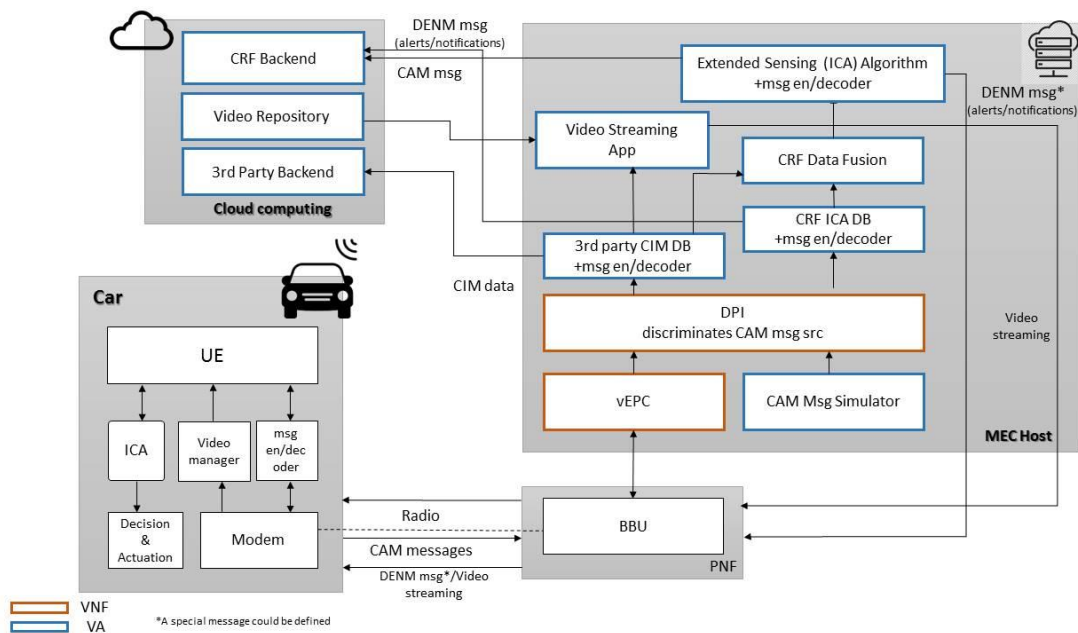 DENM msg
(alerts/notifications)
CRF Backend
CAM msg
Video Repository
3rd Party Backend
Cloud computing
Extended Sensing (ICA) Algorithm
+msg en/decoder
DENM msg*
(alerts/notifications)
Video Streaming
App
CRF Data Fusion
CRF ICA DB
+msg en/decoder
3rd party CIM DB
+msg en/decoder
CIM data
DPI
discriminates CAM msg src
Video
streaming
vEPC
CAM Msg Simulator
MEC Host
Car
UE
ICA
Video
manager
msg
en/dec
oder
Decision
&
Actuation
Modem
Radio
CAM messages
DENM msg*/Video
streaming
BBU
PNF
VNF
VA
*A special message could be defined